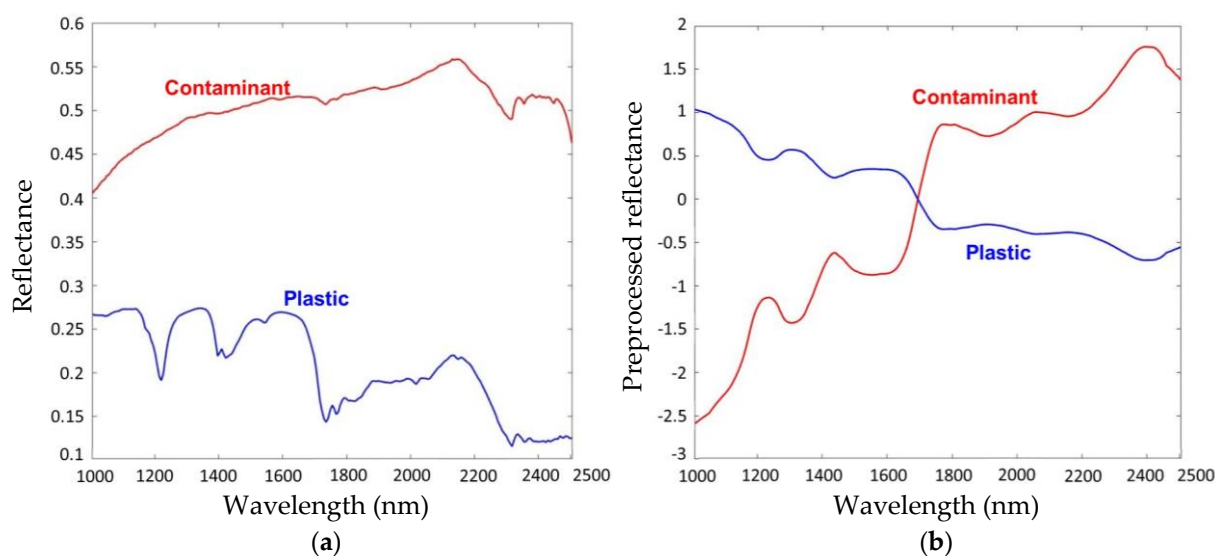 0.6
0.55
0.5
0.45
0.4
0.35
0.3
0.25
0.2
0.15
0.1
Reflectance
Contaminant
Plastic
1000 1200 1400 1600 1800 2000 2200 2400 2500
Wavelength (nm)
(a)
2
1.5
1
0.5
0
-0.5
-1
-1.5
-2
-2.5
-3
Preprocessed reflectance
Contaminant
Plastic
1000 1200 1400 1600 1800 2000 2200 2400 2500
Wavelength (nm)
(b)